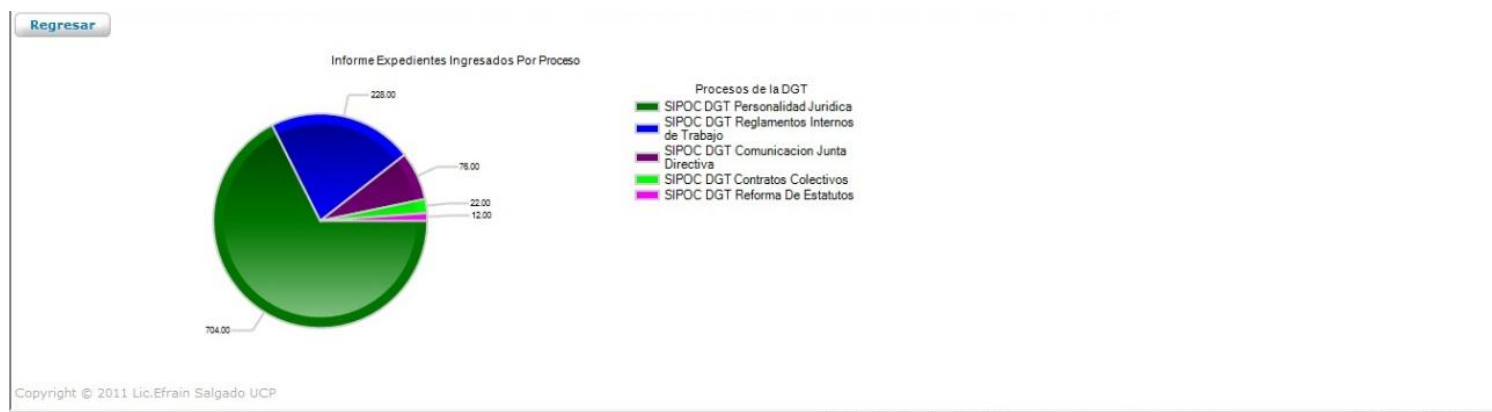 Regresar
Informe Expedientes Ingresados Por Proceso
228.00
76.00
22.00
12.00
704.00
Procesos de la DGT
SIPOC DGT Personalidad Juridica
SIPOC DGT Reglamentos Internos
de Trabajo
SIPOC DGT Comunicacion Junta
Directiva
SIPOC DGT Contratos Colectivos
SIPOC DGT Reforma De Estatutos
Copyright © 2011 Lic.Efrain Salgado UCP